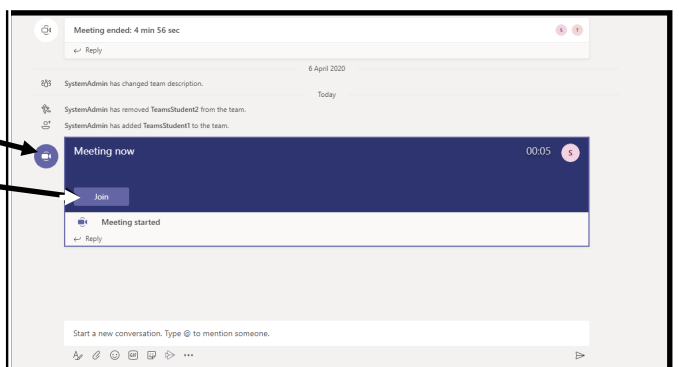 Meeting ended: 4 min 56 sec
S T
Reply
6 April 2020
SystemAdmin has changed team description.
Today
SystemAdmin has removed TeamsStudent2 from the team.
SystemAdmin has added TeamsStudent1 to the team.
Meeting now 00:05 S
Join
Meeting started
Reply
Start a new conversation. Type @ to mention someone.
GIF